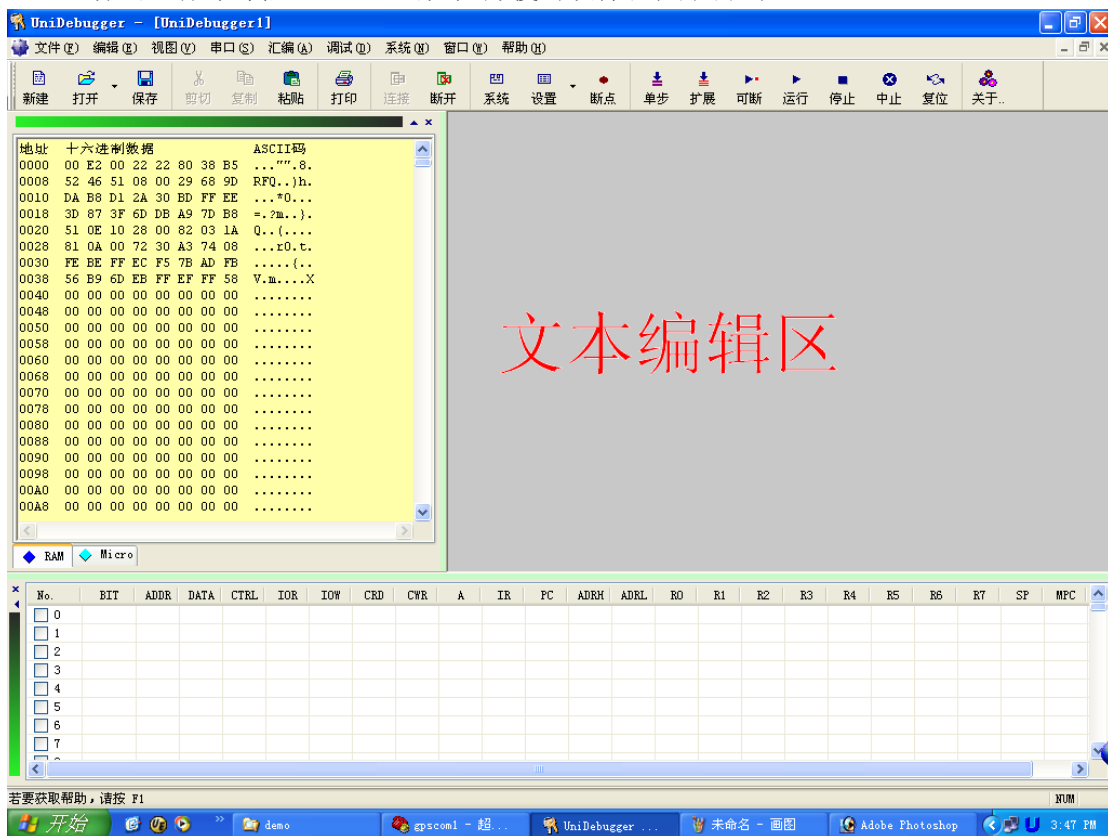 UniDebugger - [UniDebugger1]
文件(F) 编辑(E) 视图(V) 串口(S) 汇编(A) 调试(D) 系统(N) 窗口(W) 帮助(H)
新建 打开 保存 剪切 复制 粘贴 打印 连接 断开 系统 设置 断点 单步 扩展 可断 运行 停止 中止 复位 关于..
地址 十六进制数据 ASCII码
0000 00 E2 00 22 22 80 38 B5 ..."".8.
0008 52 46 51 08 00 29 68 9D RFQ..)h.
0010 DA B8 D1 2A 30 BD FF EE ...*0...
0018 3D 87 3F 6D DB A9 7D B8 =.?m..}.
0020 51 0E 10 28 00 82 03 1A Q..(....
0028 81 0A 00 72 30 A3 74 08 ...r0.t.
0030 FE BE FF EC F5 7B AD FB .....{..
0038 56 B9 6D EB FF EF FF 58 V.m....X
0040 00 00 00 00 00 00 00 00 ........
0048 00 00 00 00 00 00 00 00 ........
0050 00 00 00 00 00 00 00 00 ........
0058 00 00 00 00 00 00 00 00 ........
0060 00 00 00 00 00 00 00 00 ........
0068 00 00 00 00 00 00 00 00 ........
0070 00 00 00 00 00 00 00 00 ........
0078 00 00 00 00 00 00 00 00 ........
0080 00 00 00 00 00 00 00 00 ........
0088 00 00 00 00 00 00 00 00 ........
0090 00 00 00 00 00 00 00 00 ........
0098 00 00 00 00 00 00 00 00 ........
00A0 00 00 00 00 00 00 00 00 ........
00A8 00 00 00 00 00 00 00 00 ........
RAM Micro
文本编辑区
No. BIT ADDR DATA CTRL IOR IOW CRD CWR A IR PC ADRH ADRL R0 R1 R2 R3 R4 R5 R6 R7 SP MPC
0
1
2
3
4
5
6
7
若要获取帮助，请按 F1 NUM
开始 » demo gpscom1 - 超... UniDebugger ... 未命名 - 画图 Adobe Photoshop 3:47 PM